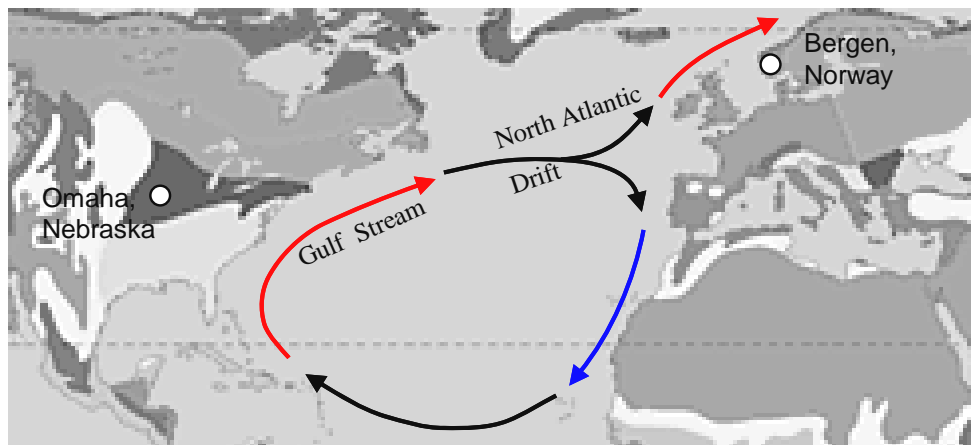 Bergen,
Norway
North Atlantic
Drift
Omaha,
Nebraska
Gulf Stream